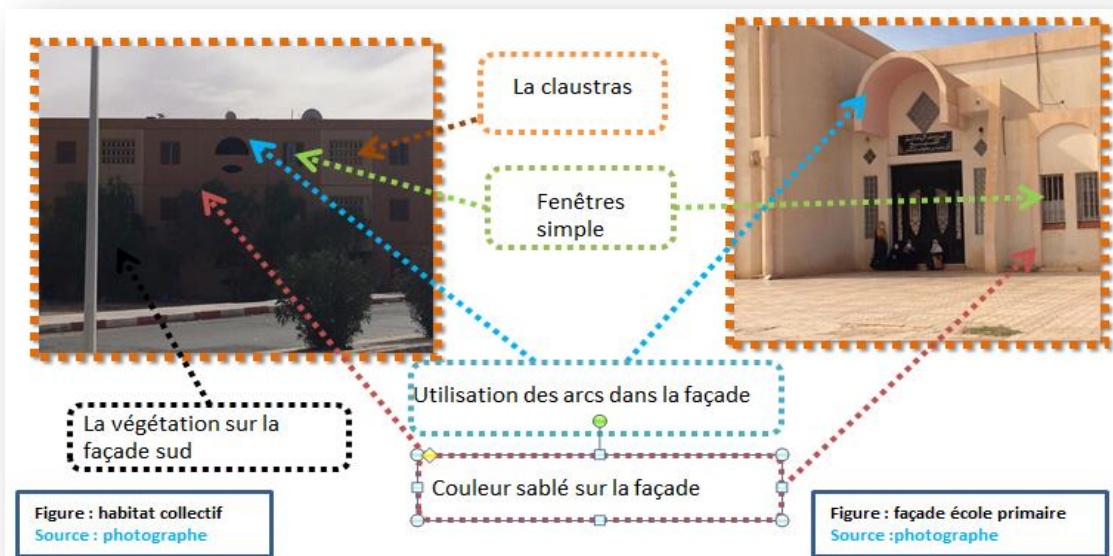 La claustras
Fenêtres
simple
Utilisation des arcs dans la façade
La végétation sur la
façade sud
Couleur sablé sur la façade
Figure : habitat collectif
Source : photographe
Figure : façade école primaire
Source :photographe